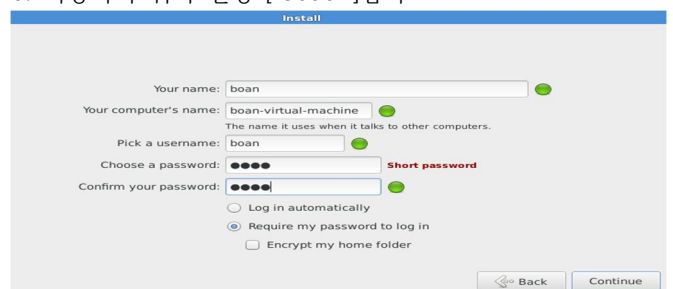 Install
Your name: boan
Your computer's name: boan-virtual-machine
The name it uses when it talks to other computers.
Pick a username: boan
Choose a password: ●●●● Short password
Confirm your password: ●●●●
Log in automatically
Require my password to log in
Encrypt my home folder
Back Continue